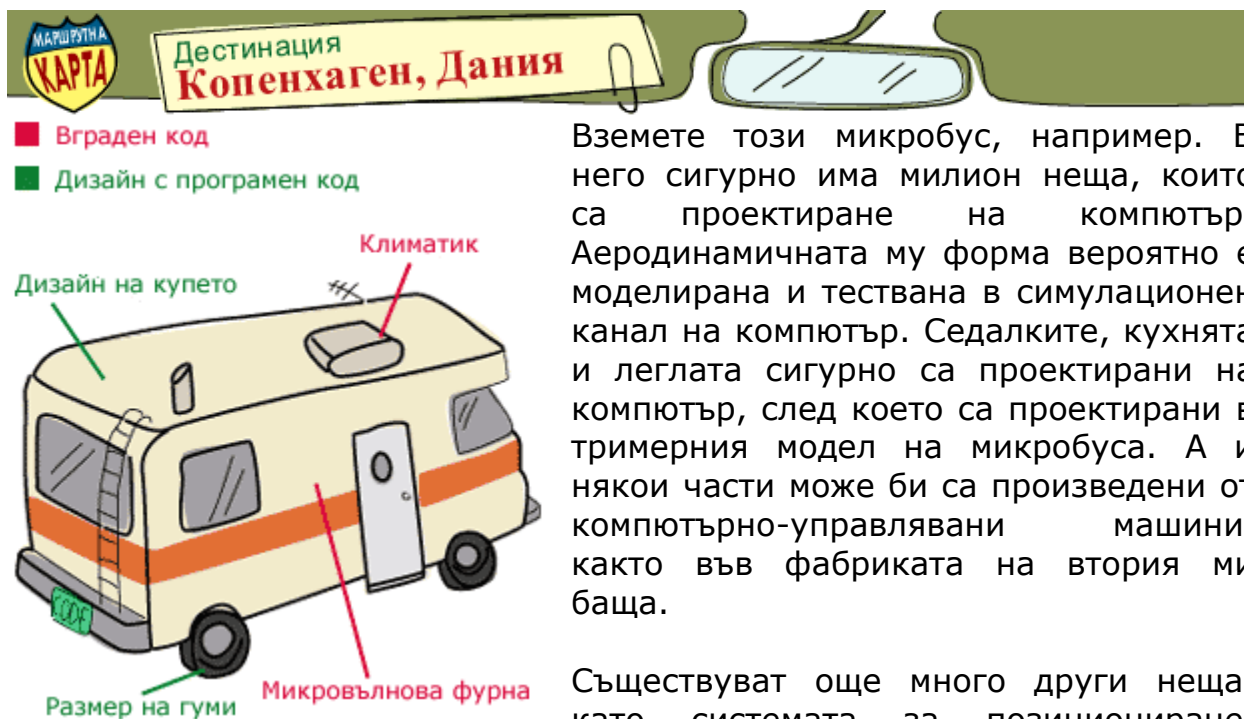 МАРШРУТНА
КАРТА
Дестинация
Копенхаген, Дания
Вграден код
Дизайн с програмен код
Климатик
Дизайн на купето
CODE
Микровълнова фурна
Размер на гуми
Вземете този микробус, например. В
него сигурно има милион неща, които
са проектиране на компютър
Аеродинамичната му форма вероятно е
моделирана и тествана в симулационен
канал на компютър. Седалките, кухнята
и леглата сигурно са проектирани на
компютър, след което са проектирани в
тримерния модел на микробуса. А и
някои части може би са произведени от
компютърно-управлявани машини
както във фабриката на втория ми
баща.
Съществуват още много други неща
като системата за позициониране